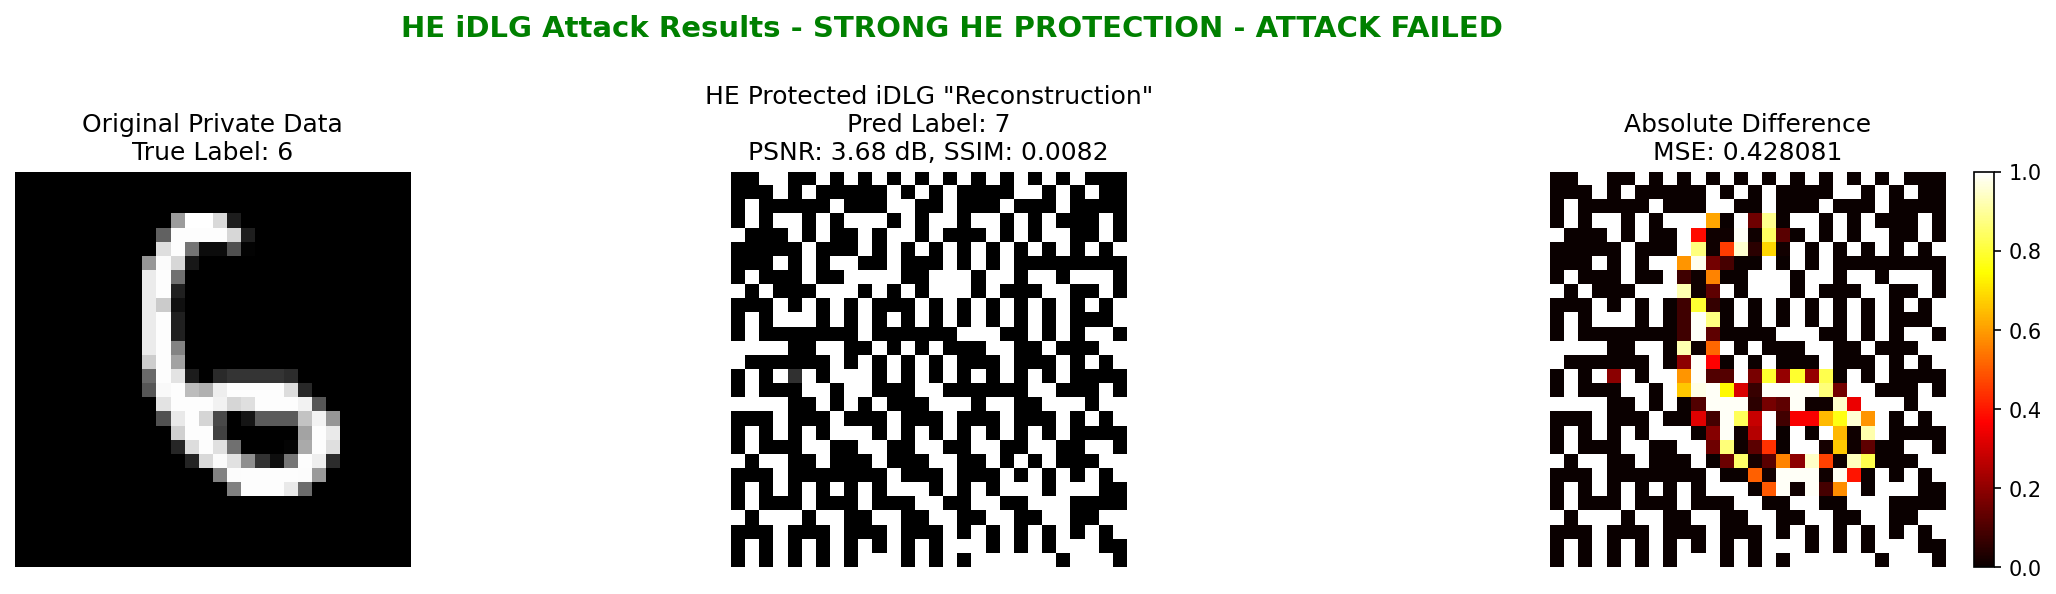 HE iDLG Attack Results - STRONG HE PROTECTION - ATTACK FAILED
Original Private Data
True Label: 6
HE Protected iDLG "Reconstruction"
Pred Label: 7
PSNR: 3.68 dB, SSIM: 0.0082
Absolute Difference
MSE: 0.428081
1.0
0.8
0.6
0.4
0.2
0.0